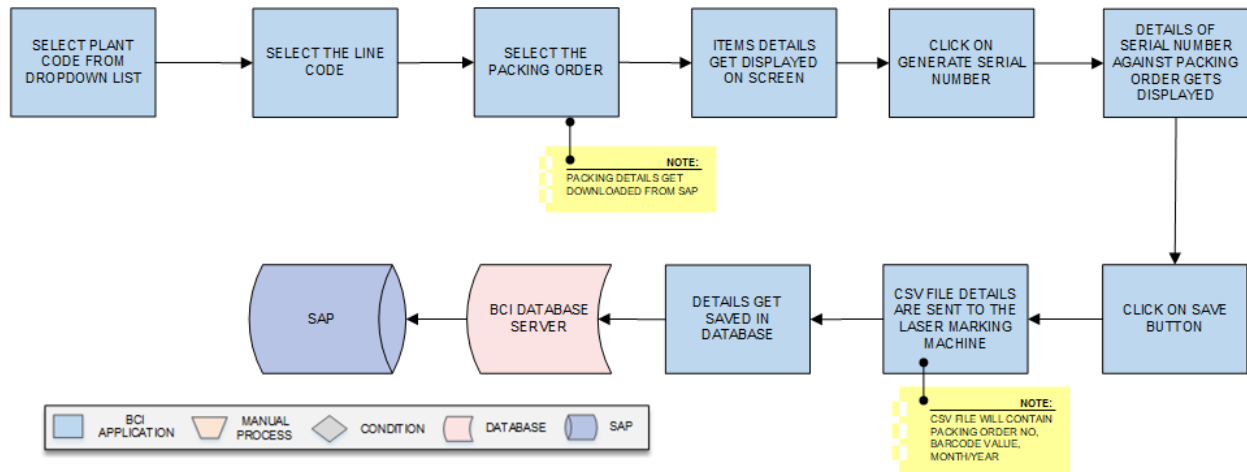 SELECT PLANT
CODE FROM
DROPDOWN LIST
SELECT THE LINE
CODE
SELECT THE
PACKING ORDER
ITEMS DETAILS
GET DISPLAYED
ON SCREEN
CLICK ON
GENERATE SERIAL
NUMBER
DETAILS OF
SERIAL NUMBER
AGAINST PACKING
ORDER GETS
DISPLAYED
NOTE:
PACKING DETAILS GET
DOWNLOADED FROM SAP
SAP
BCI DATABASE
SERVER
DETAILS GET
SAVED IN
DATABASE
CSV FILE DETAILS
ARE SENT TO THE
LASER MARKING
MACHINE
CLICK ON SAVE
BUTTON
NOTE:
CSV FILE WILL CONTAIN
PACKING ORDER NO,
BARCODE VALUE,
MONTH/YEAR
BCI
APPLICATION
MANUAL
PROCESS
CONDITION
DATABASE
SAP